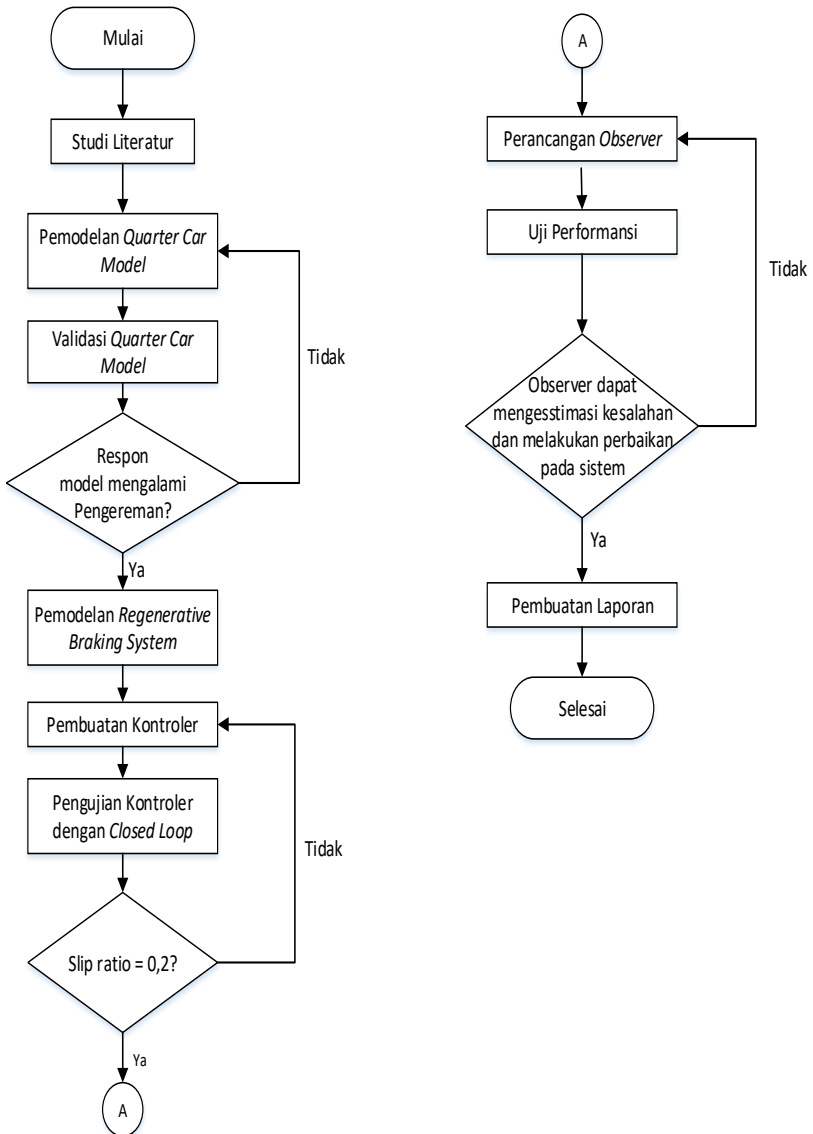 Mulai
Studi Literatur
Pemodelan Quarter Car
Model
Validasi Quarter Car
Model
Tidak
Respon
model mengalami
Pengereman?
Ya
Pemodelan Regenerative
Braking System
Pembuatan Kontroler
Pengujian Kontroler
dengan Closed Loop
Tidak
Slip ratio = 0,2?
Ya
A
A
Perancangan Observer
Uji Performansi
Tidak
Observer dapat
mengesstimasi kesalahan
dan melakukan perbaikan
pada sistem
Ya
Pembuatan Laporan
Selesai